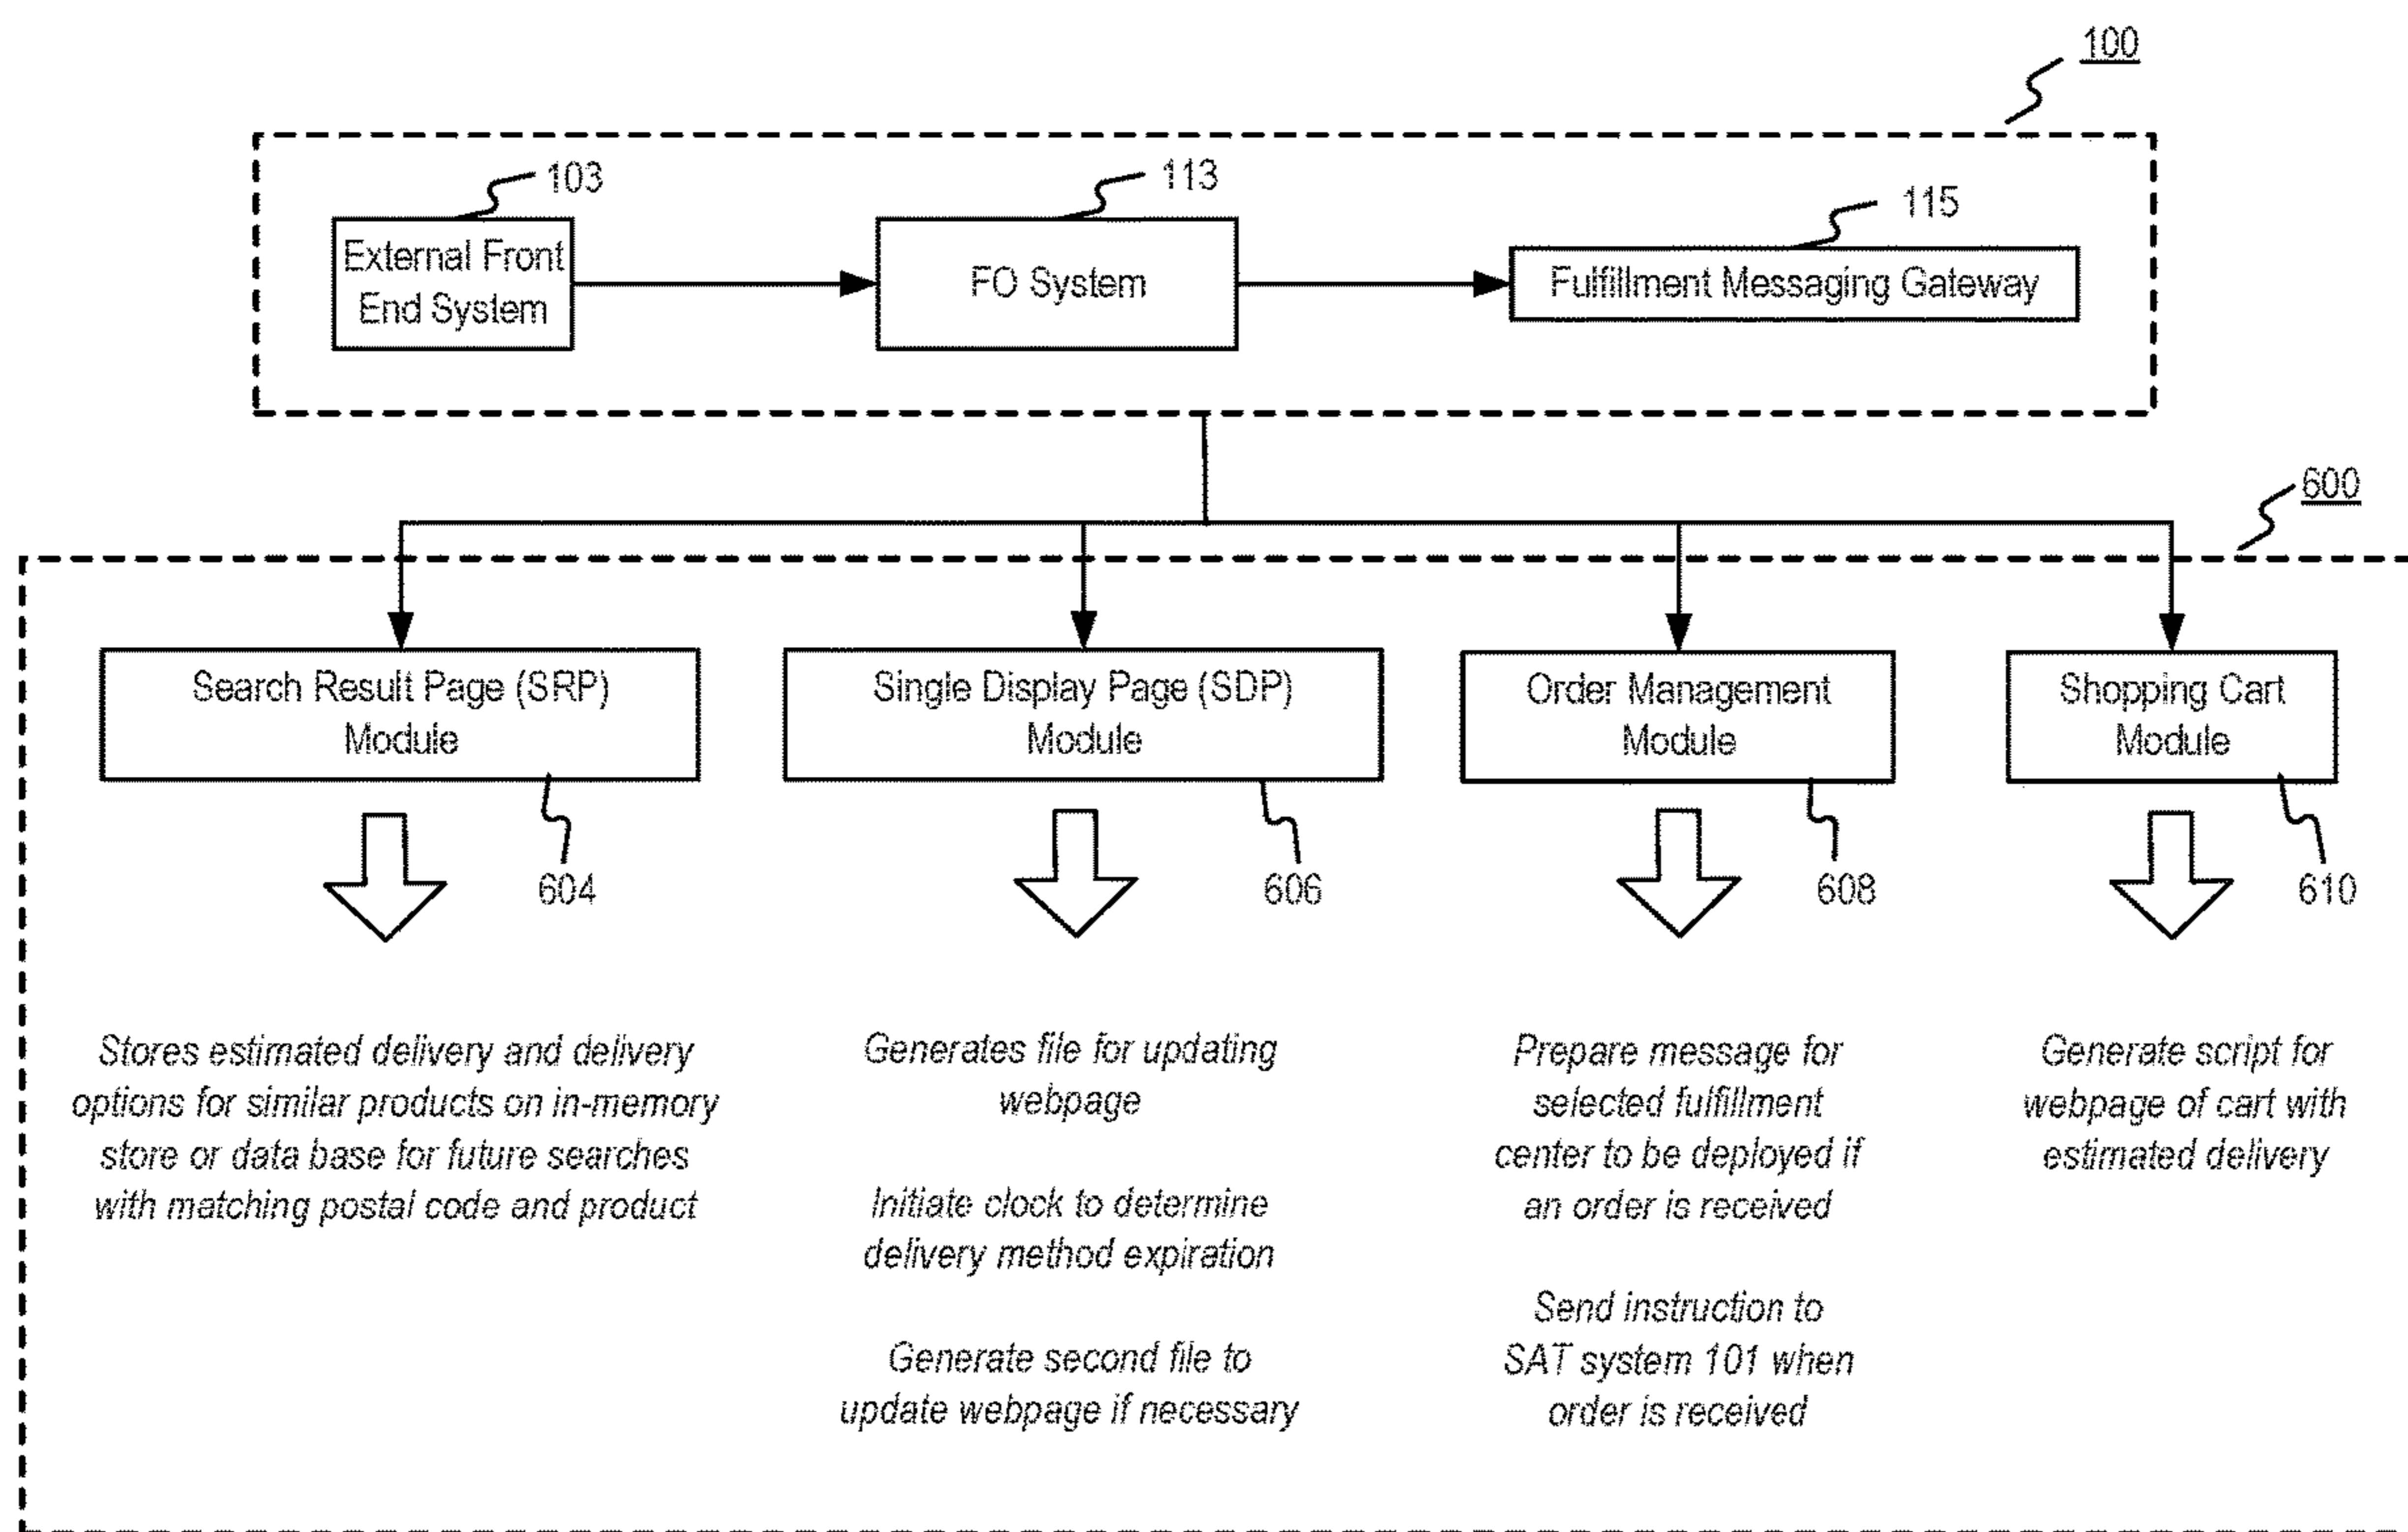 100
103
113
115
External Front
End System
FO System
Fulfillment Messaging Gateway
600
Search Result Page (SRP)
Module
Single Display Page (SDP)
Module
Order Management
Module
Shopping Cart
Module
604
606
608
610
Stores estimated delivery and delivery
options for similar products on in-memory
store or data base for future searches
with matching postal code and product
Generates file for updating
webpage
Initiate clock to determine
delivery method expiration
Generate second file to
update webpage if necessary
Prepare message for
selected fulfillment
center to be deployed if
an order is received
Send instruction to
SAT system 101 when
order is received
Generate script for
webpage of cart with
estimated delivery